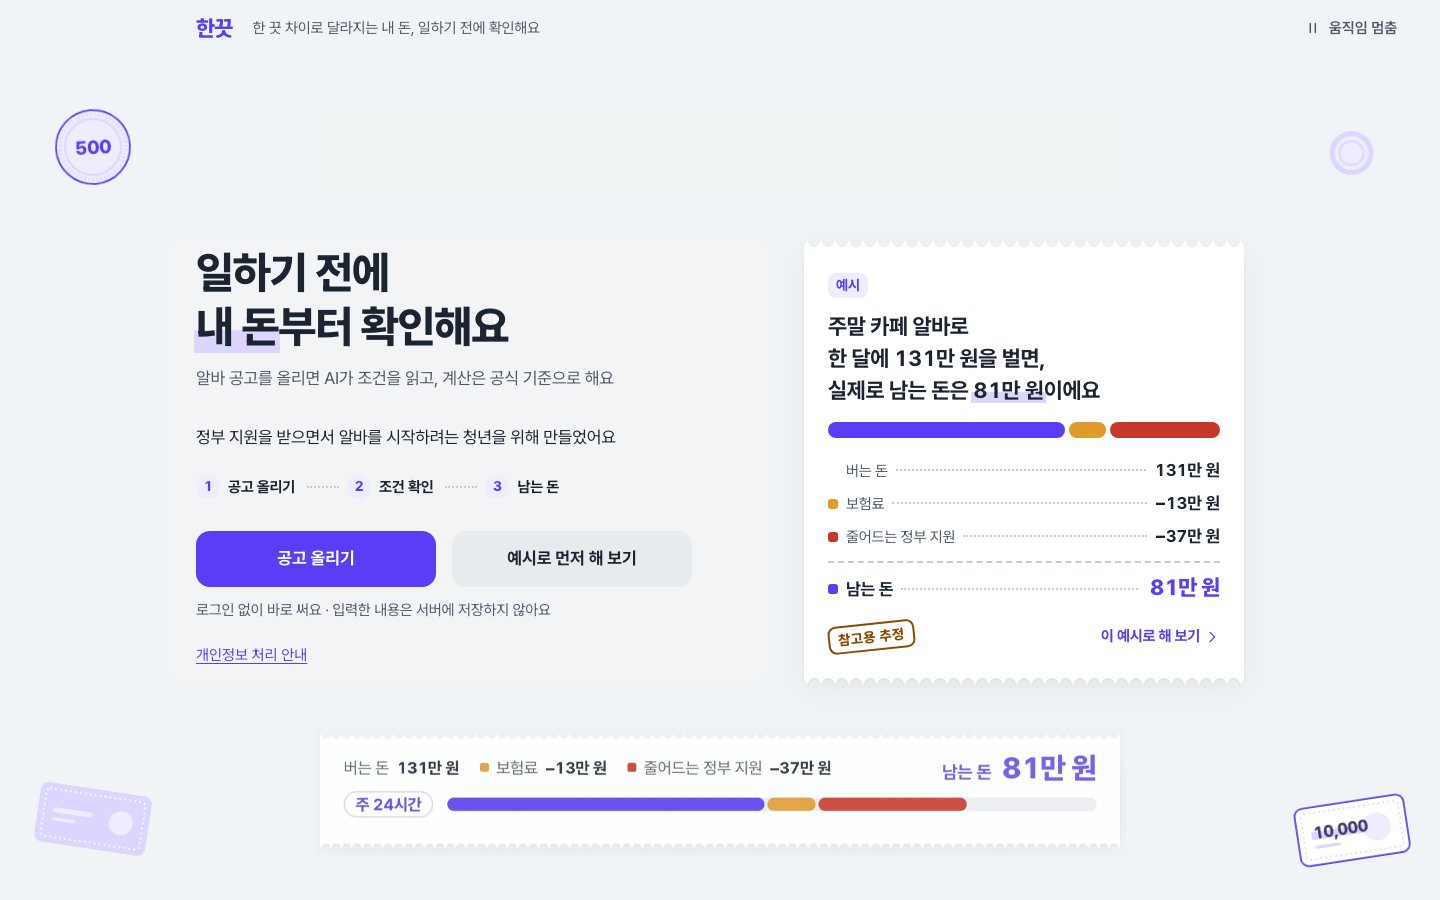 한끗
한 끗 차이로 달라지는 내 돈, 일하기 전에 확인해요
움직임 멈춤
500
일하기 전에
내 돈부터 확인해요
알바 공고를 올리면 AI가 조건을 읽고, 계산은 공식 기준으로 해요
정부 지원을 받으면서 알바를 시작하려는 청년을 위해 만들었어요
1 공고 올리기 2 조건 확인 3 남는 돈
공고 올리기 예시로 먼저 해 보기
로그인 없이 바로 써요 · 입력한 내용은 서버에 저장하지 않아요
개인정보 처리 안내
예시
주말 카페 알바로
한 달에 131만 원을 벌면,
실제로 남는 돈은 81만 원이에요
버는 돈 131만 원
보험료 −13만 원
줄어드는 정부 지원 −37만 원
남는 돈 81만 원
참고용 추정
이 예시로 해 보기
버는 돈 131만 원 보험료 −13만 원 줄어드는 정부 지원 −37만 원 남는 돈 81만 원
주 24시간
10,000